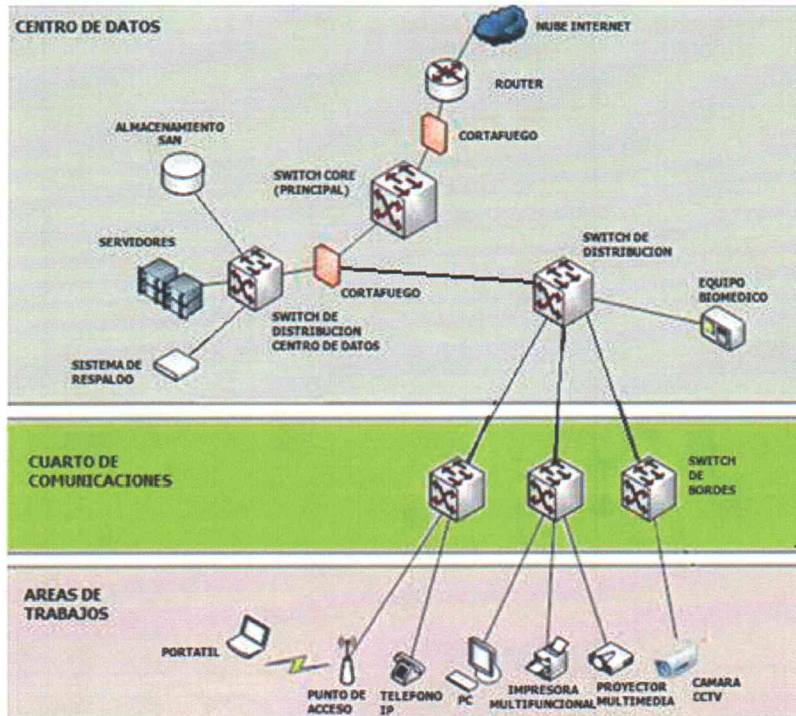 CENTRO DE DATOS
NUBE INTERNET
ROUTER
ALMACENAMIENTO
SAN
CORTAFUEGO
SWITCH CORE
(PRINCIPAL)
SERVIDORES
SWITCH DE
DISTRIBUCION
CORTAFUEGO
EQUIPO
BIOMEDICO
SWITCH DE
DISTRIBUCION
CENTRO DE DATOS
SISTEMA DE
RESPALDO
CUARTO DE
COMUNICACIONES
SWITCH
DE
BORDES
AREAS DE
TRABAJOS
PORTATIL
PUNTO DE
ACCESO
TELEFONO
IP
PC
IMPRESORA
MULTIFUNCIONAL
PROYECTOR
MULTIMEDIA
CAMARA
CCTV